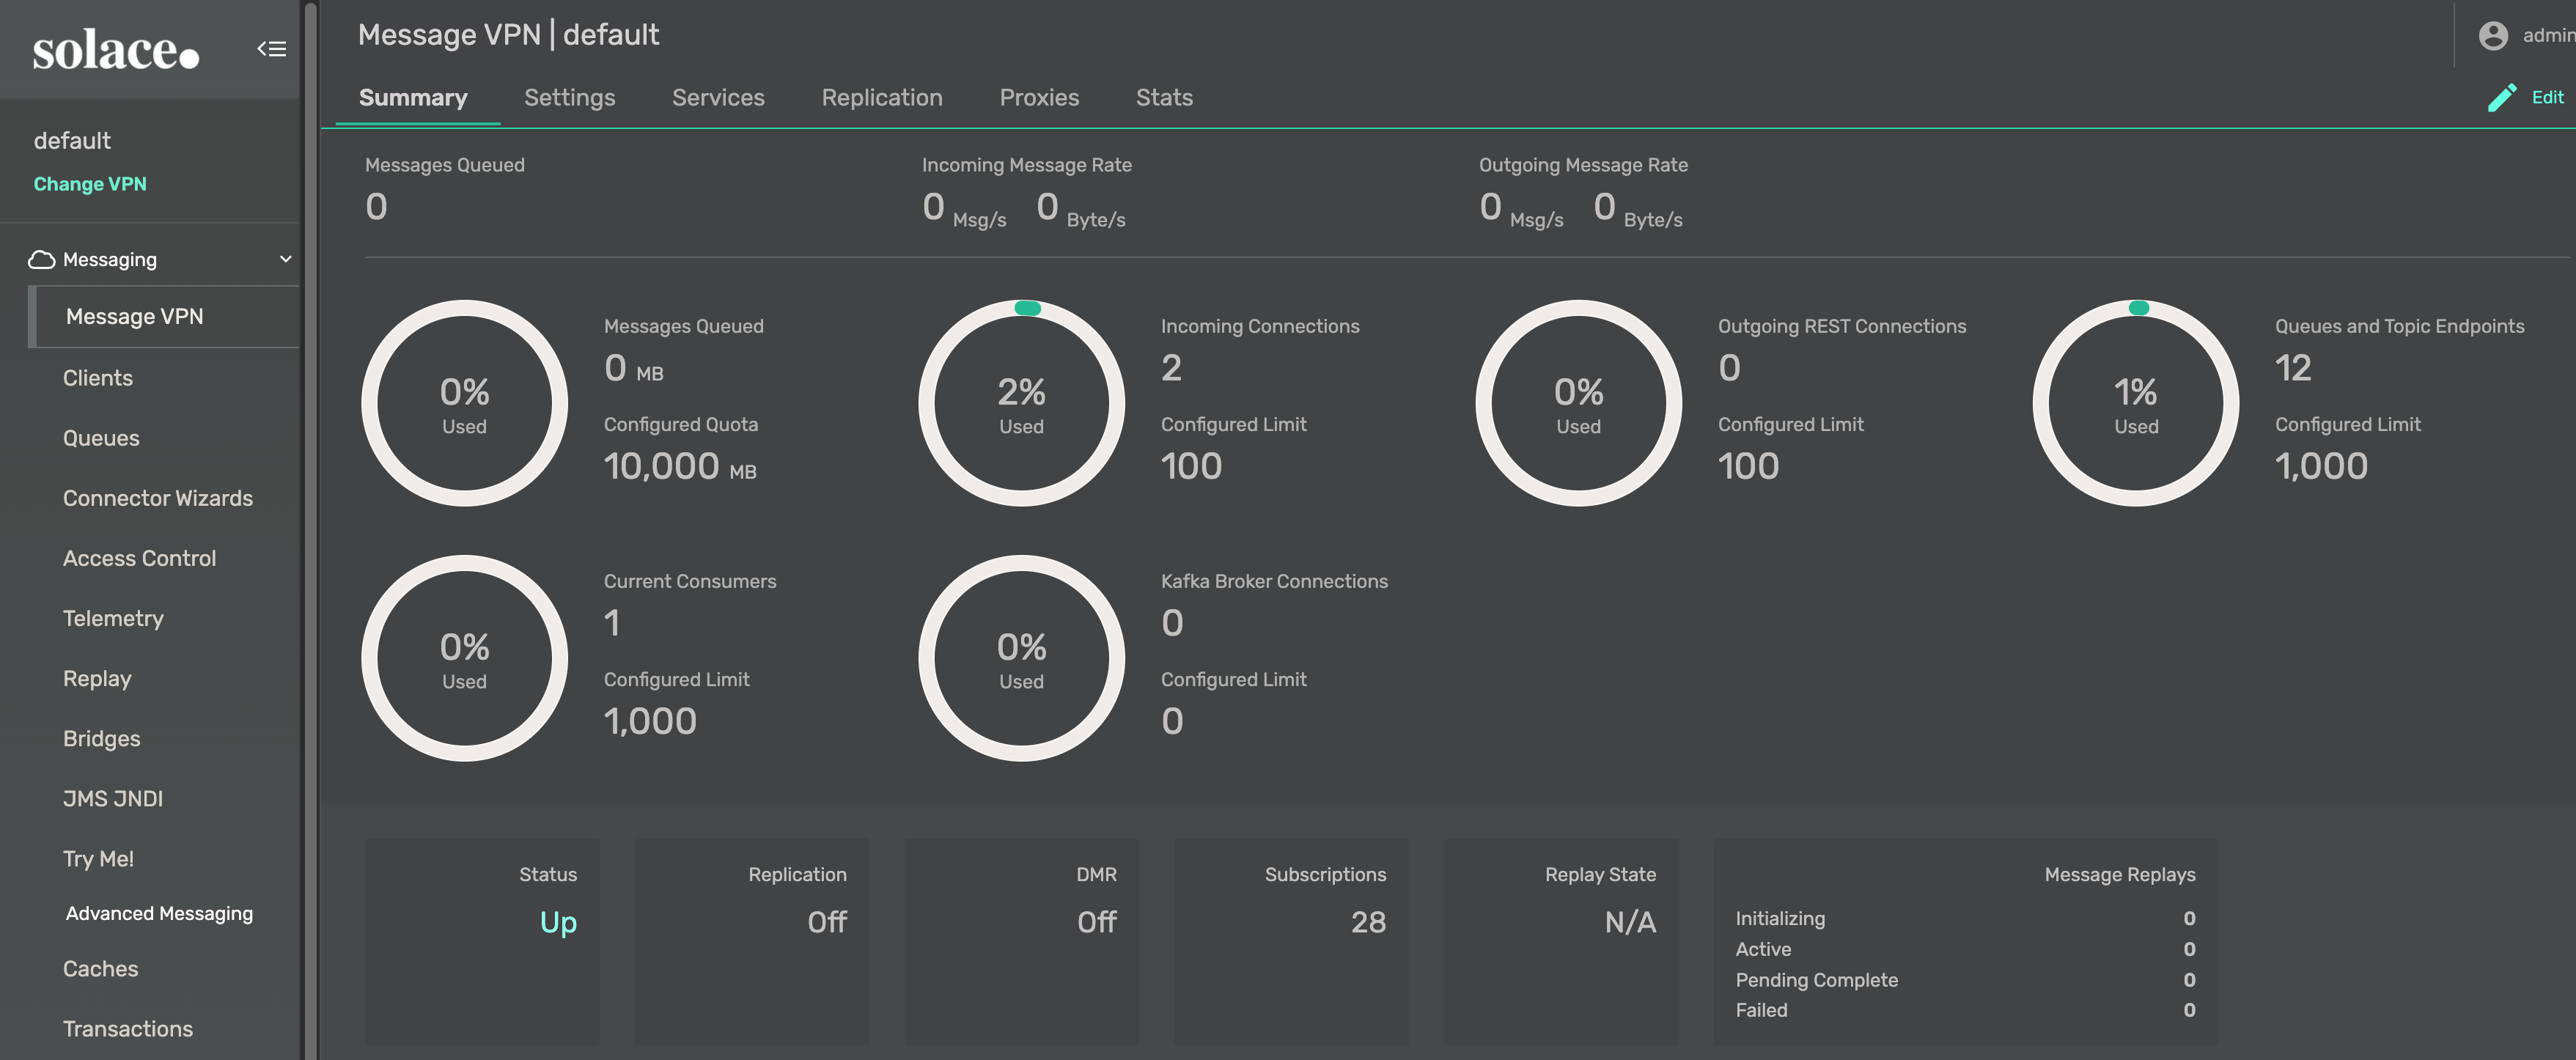 solace.
default
Change VPN
Messaging
Message VPN
Clients
Queues
Connector Wizards
Access Control
Telemetry
Replay
Bridges
JMS JNDI
Try Me!
Advanced Messaging
Caches
Transactions
Message VPN | default
admin
Summary Settings Services Replication Proxies Stats
Edit
Messages Queued
0
Incoming Message Rate
0 Msg/s 0 Byte/s
Outgoing Message Rate
0 Msg/s 0 Byte/s
0%
Used
Messages Queued
0 MB
Configured Quota
10,000 MB
2%
Used
Incoming Connections
2
Configured Limit
100
0%
Used
Outgoing REST Connections
0
Configured Limit
100
1%
Used
Queues and Topic Endpoints
12
Configured Limit
1,000
0%
Used
Current Consumers
1
Configured Limit
1,000
0%
Used
Kafka Broker Connections
0
Configured Limit
0
Status
Up
Replication
Off
DMR
Off
Subscriptions
28
Replay State
N/A
Message Replays
Initializing 0
Active 0
Pending Complete 0
Failed 0